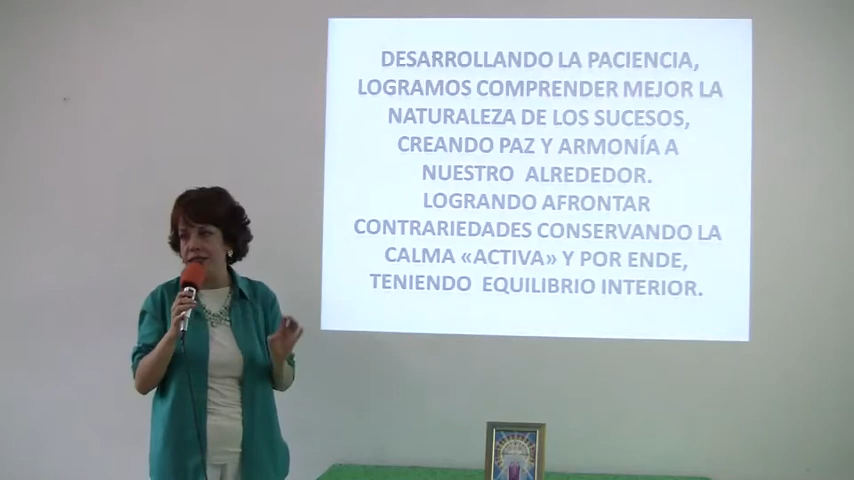 DESARROLLANDO LA PACIENCIA,
LOGRAMOS COMPRENDER MEJOR LA
NATURALEZA DE LOS SUCESOS,
CREANDO PAZ Y ARMONÍA A
NUESTRO ALREDEDOR.
LOGRANDO AFRONTAR
CONTRARIEDADES CONSERVANDO LA
CALMA «ACTIVA» Y POR ENDE,
TENIENDO EQUILIBRIO INTERIOR.